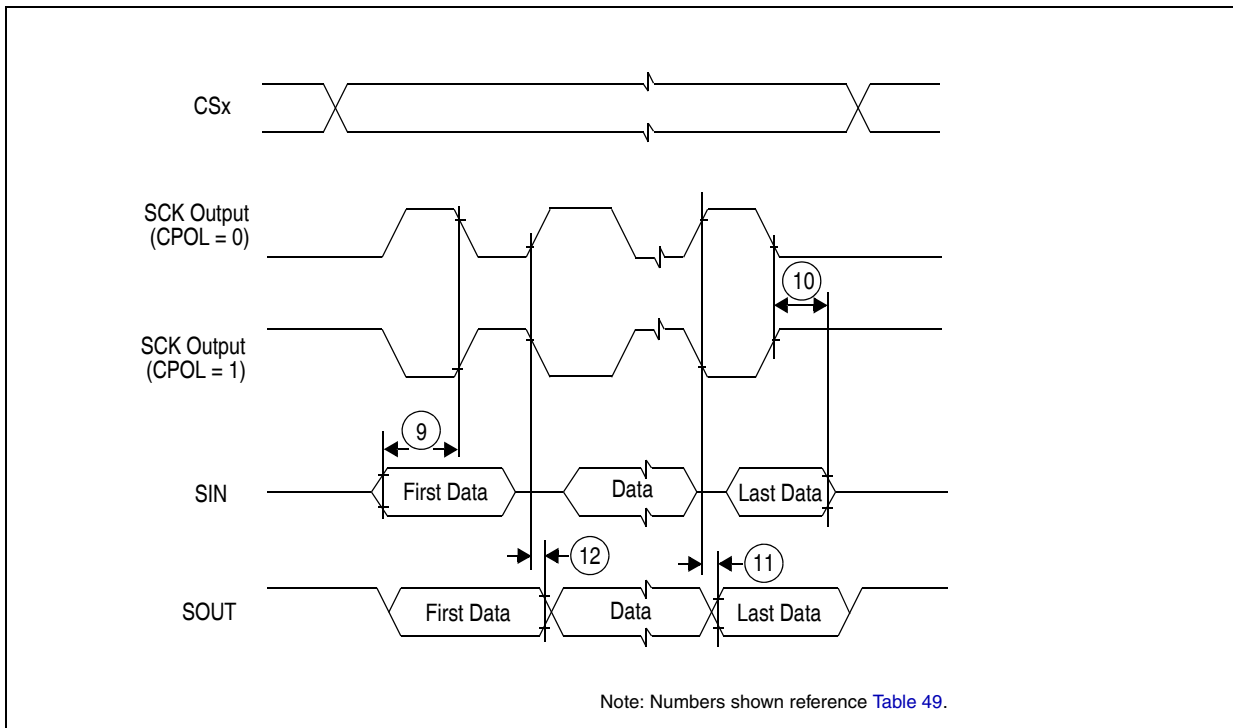 CSx
SCK Output
(CPOL = 0)
10
SCK Output
(CPOL = 1)
9
SIN
First Data
Data
Last Data
12
11
SOUT
First Data
Data
Last Data
Note: Numbers shown reference Table 49.